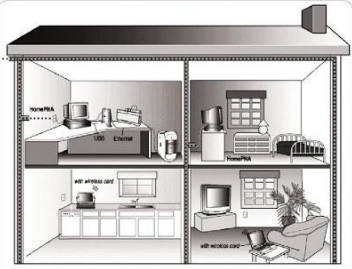 HomePNA
USB
Ethernet
HomePNA
with wireless card
with wireless card